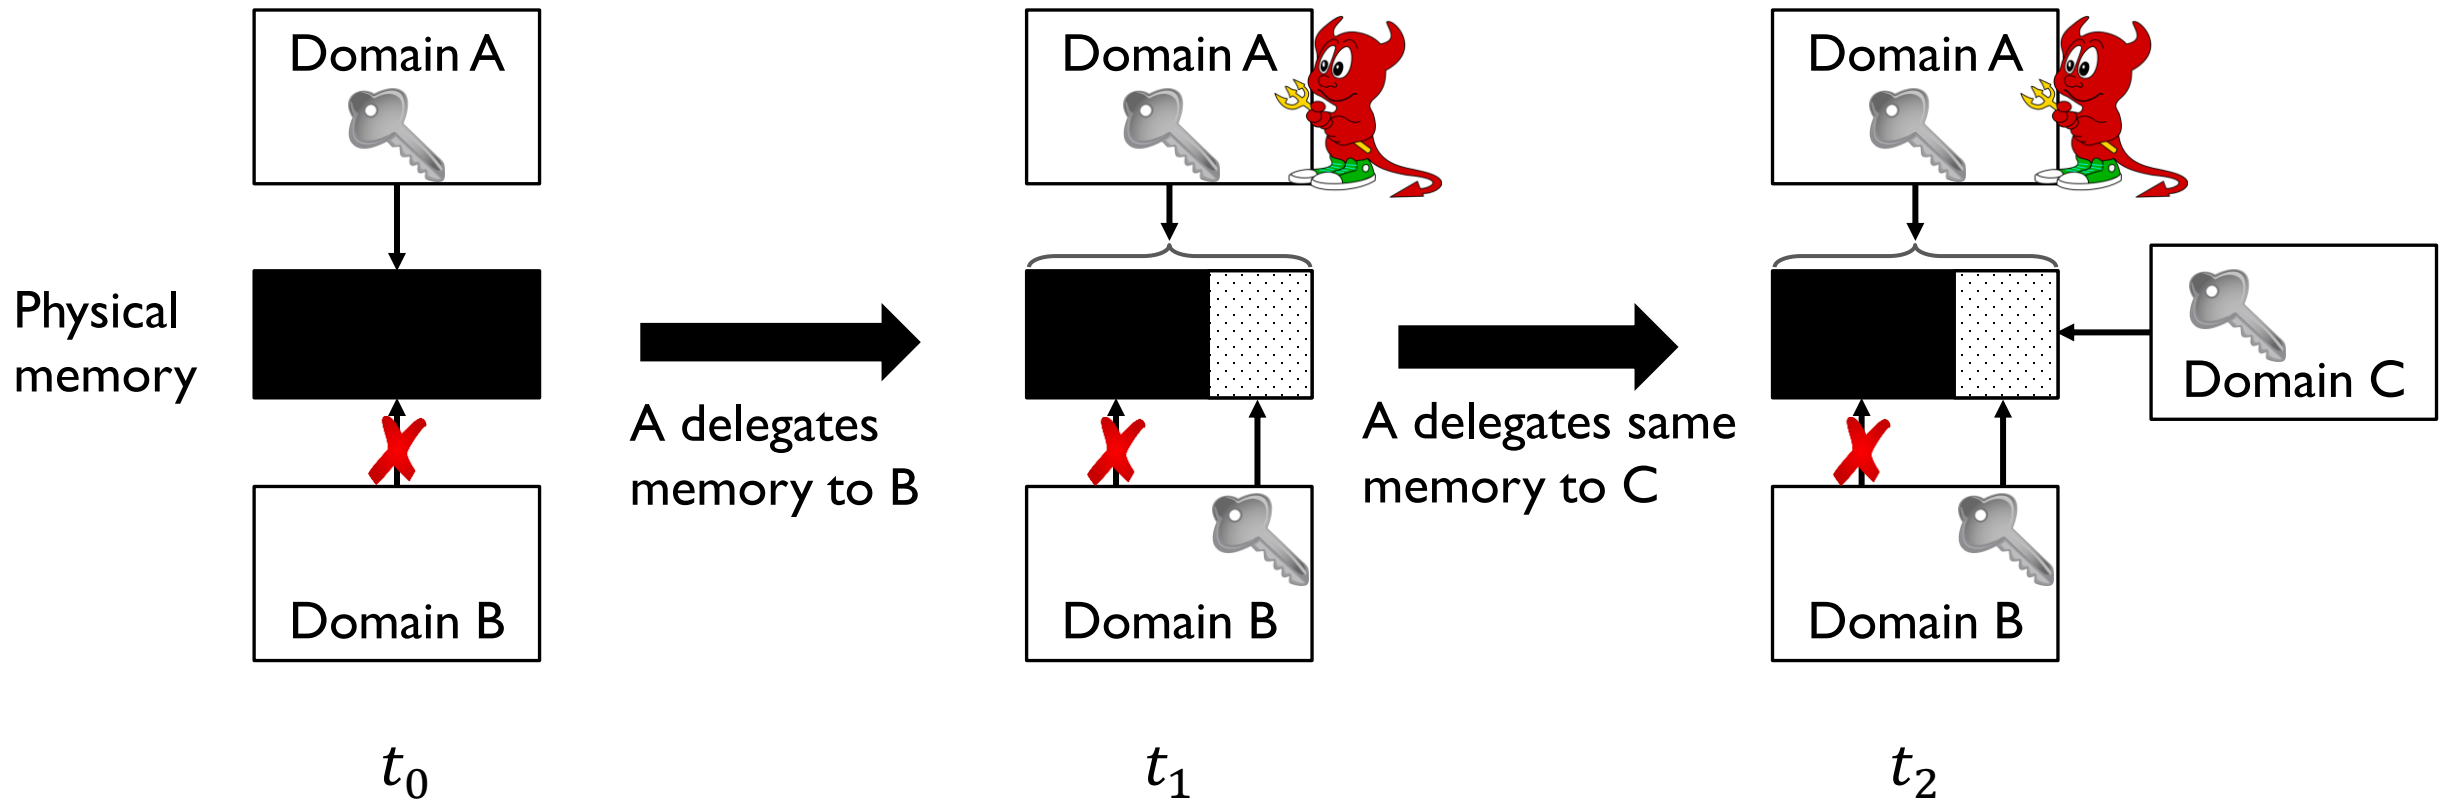 Domain A
Physical
memory
Domain B
t₀
A delegates
memory to B
Domain A
Domain B
t₁
A delegates same
memory to C
Domain A
Domain C
Domain B
t₂